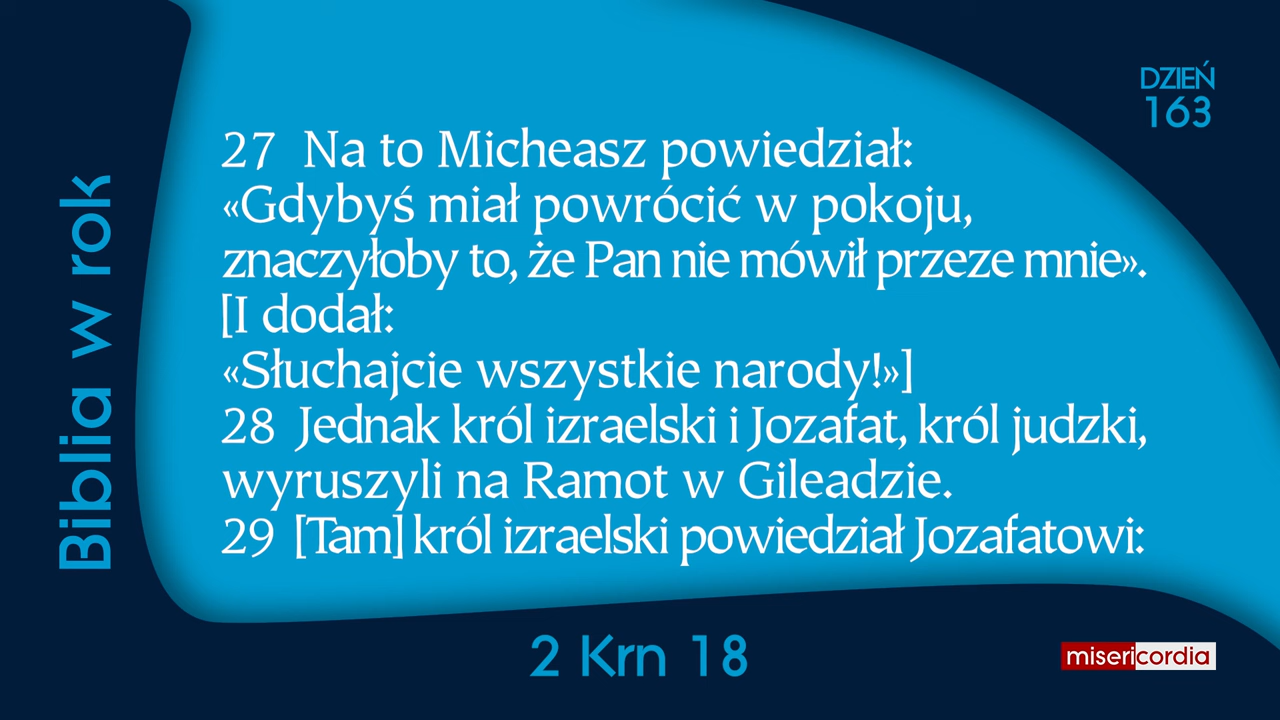 DZIEŃ
163
27 Na to Micheasz powiedział:
«Gdybyś miał powrócić w pokoju,
znaczyłoby to, że Pan nie mówił przeze mnie».
[I dodał:
«Słuchajcie wszystkie narody!»]
28 Jednak król izraelski i Jozafat, król judzki,
wyruszyli na Ramot w Gileadzie.
29 [Tam] król izraelski powiedział Jozafatowi:
Biblia w rok
2 Krn 18
misericordia